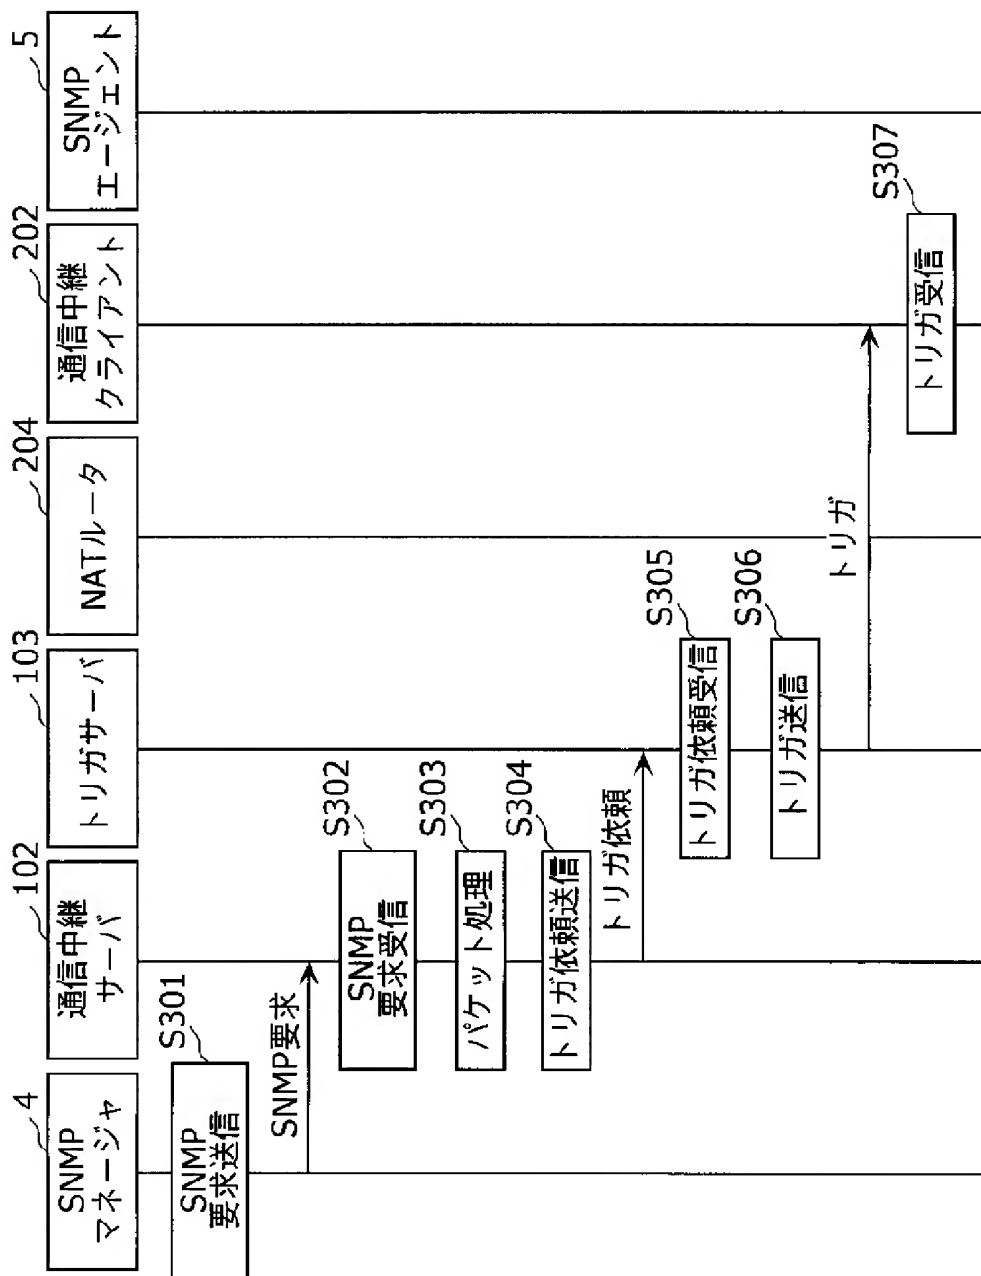 4
SNMP
マネージャ
102
通信中継
サーバ
103
トリガサーバ
204
NATルータ
202
通信中継
クライアント
5
SNMP
エージェント
S301
SNMP
要求送信
SNMP要求
S302
SNMP
要求受信
S303
パケット処理
S304
トリガ依頼送信
トリガ依頼
S305
トリガ依頼受信
S306
トリガ送信
トリガ
S307
トリガ受信